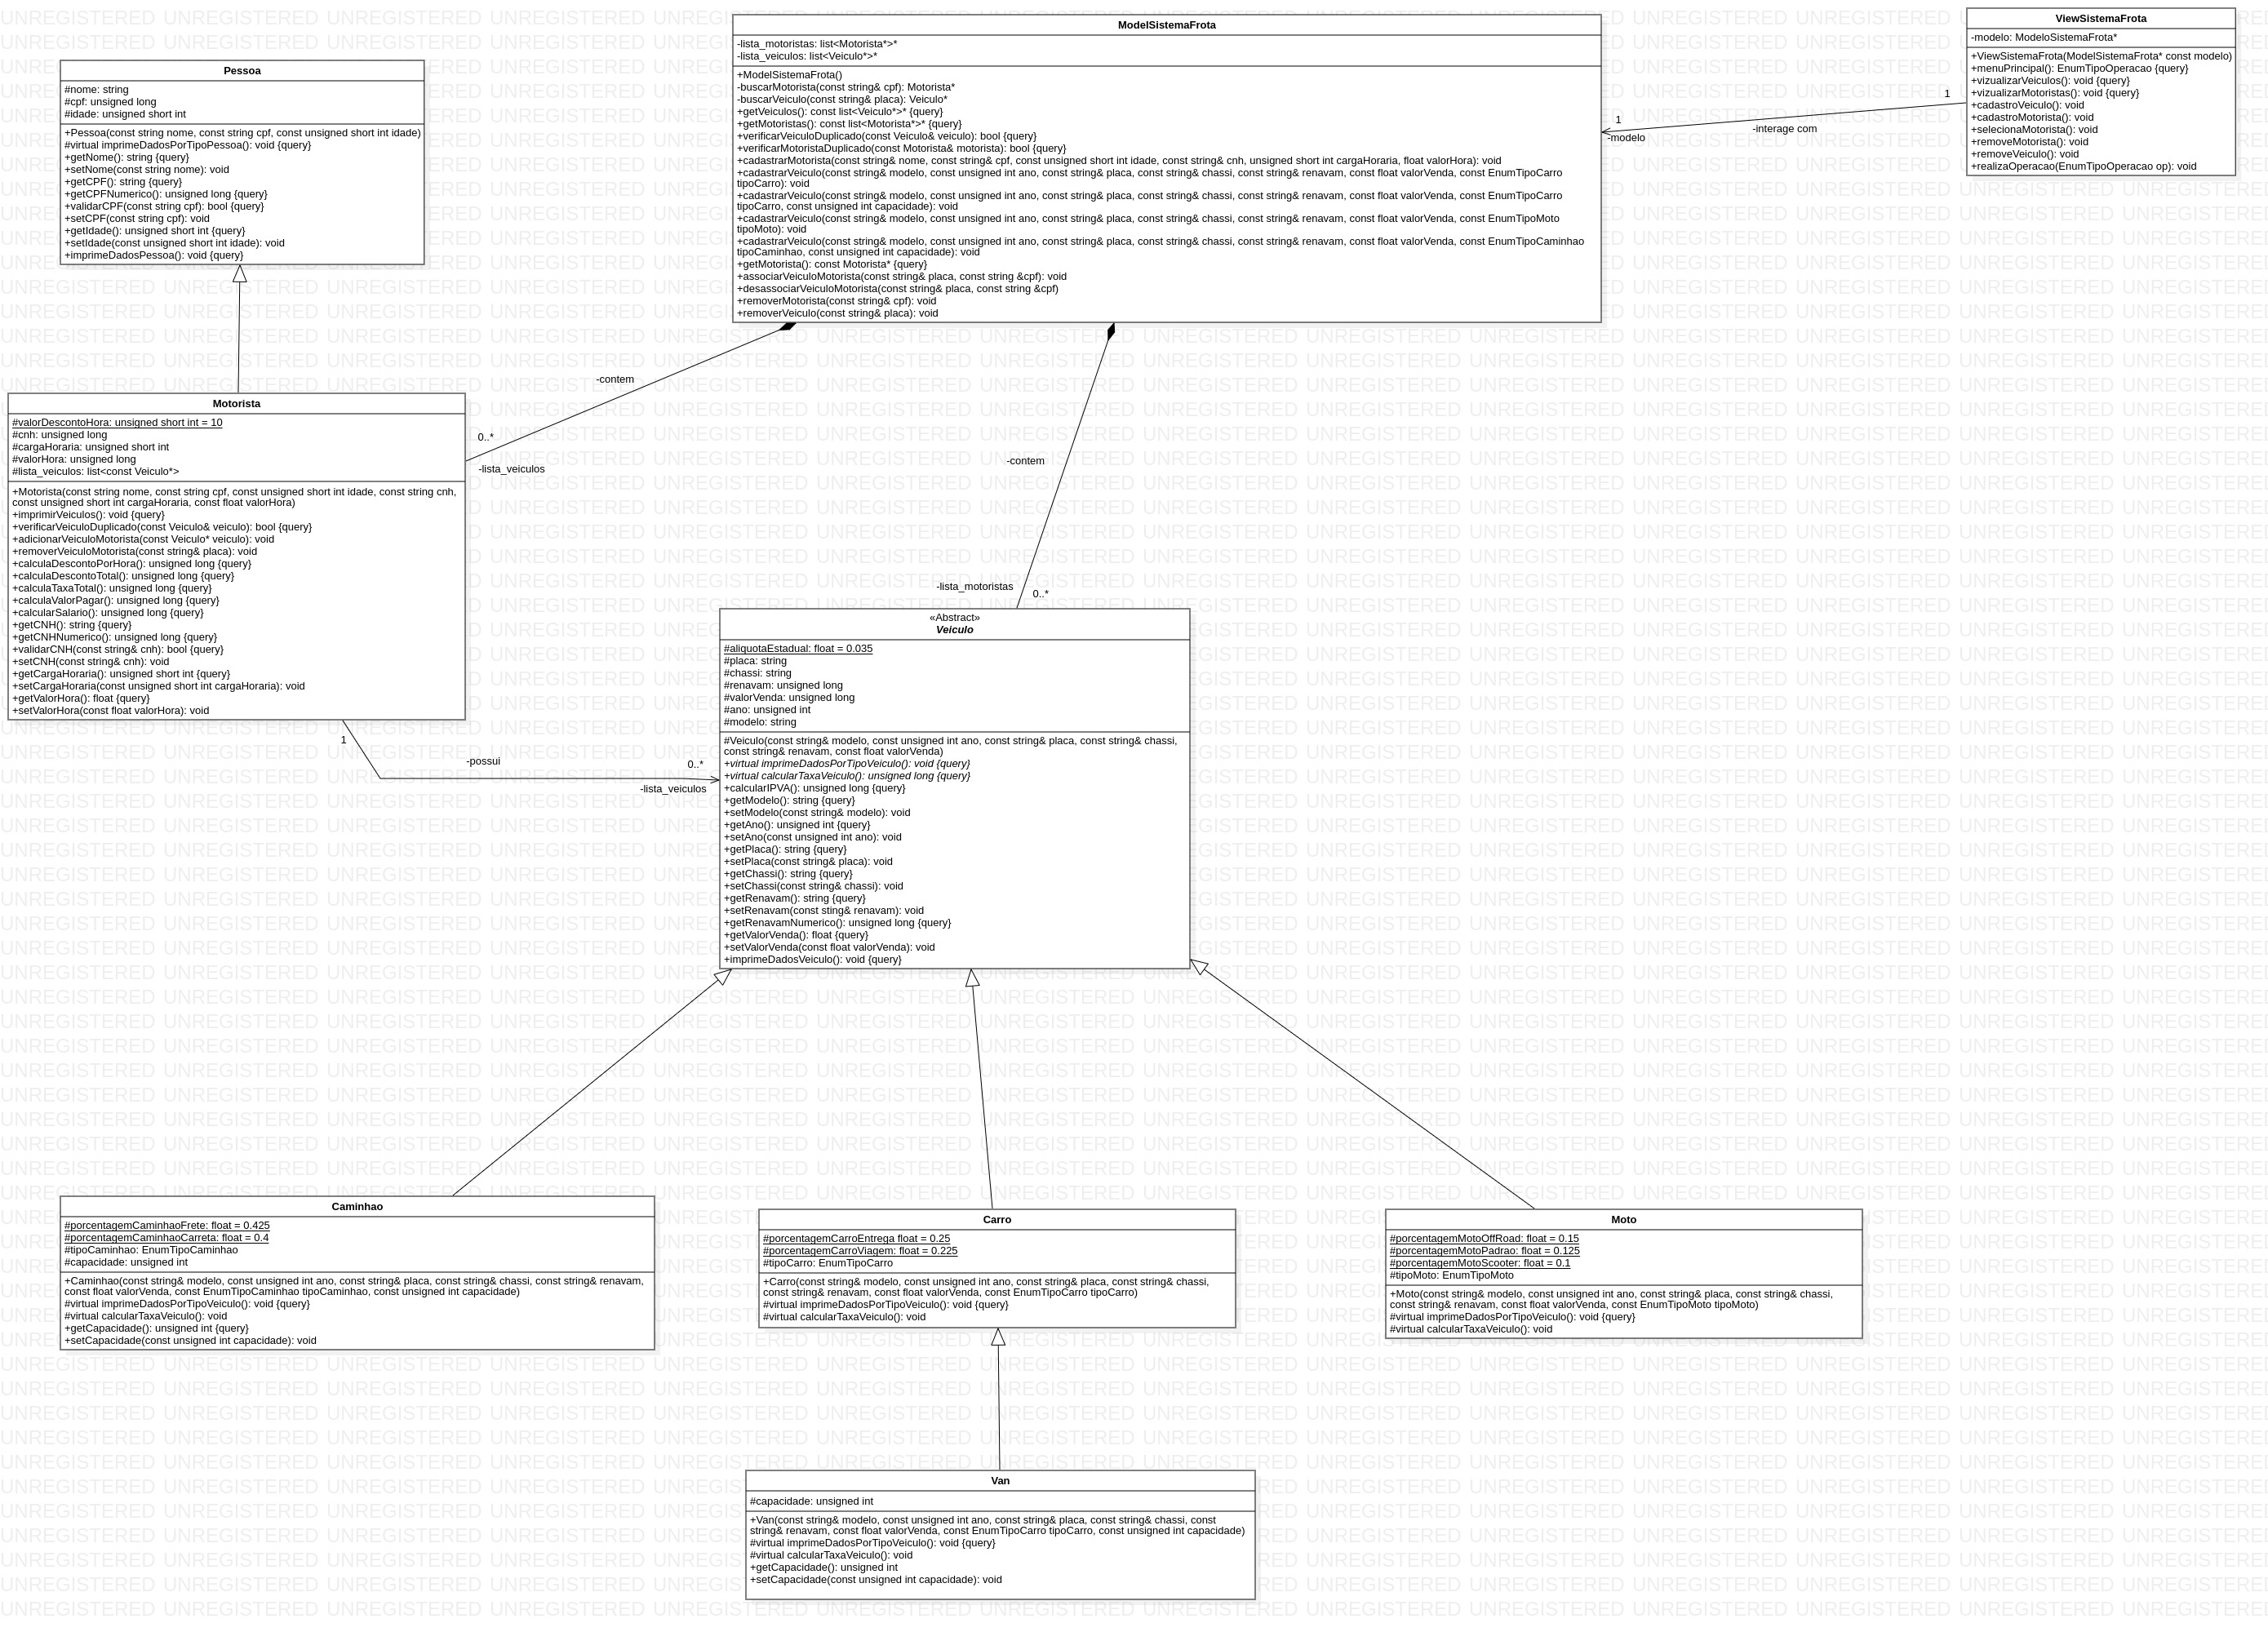 Pessoa
#nome: string
#cpf: unsigned long
#idade: unsigned short int
+Pessoa(const string nome, const string cpf, const unsigned short int idade)
#virtual imprimeDadosPorTipoPessoa(): void {query}
+getNome(): string {query}
+setNome(const string nome): void
+getCPF(): string {query}
+getCPFNumerico(): unsigned long {query}
+validarCPF(const string cpf): bool {query}
+setCPF(const string cpf): void
+getIdade(): unsigned short int {query}
+setIdade(const unsigned short int idade): void
+imprimeDadosPessoa(): void {query}
ModelSistemaFrota
-lista_motoristas: list<Motorista*>*
-lista_veiculos: list<Veiculo*>*
+ModelSistemaFrota()
-buscarMotorista(const string& cpf): Motorista*
-buscarVeiculo(const string& placa): Veiculo*
+getVeiculos(): const list<Veiulo*>* {query}
+getMotoristas(): const list<Motorista*>* {query}
+verificarVeiculoDuplicado(const Veiculo& veiculo): bool {query}
+verificarMotoristaDuplicado(const Motorista& motorista): bool {query}
+cadastrarMotorista(const string& nome, const string& cpf, const unsigned short int idade, const string& cnh, unsigned short int cargaHoraria, float valorHora): void
+cadastrarVeiculo(const string& modelo, const unsigned int ano, const string& placa, const string& chassi, const string& renavam, const float valorVenda, const EnumTipoCarro
tipoCarro): void
+cadastrarVeiculo(const string& modelo, const unsigned int ano, const string& placa, const string& chassi, const string& renavam, const float valorVenda, const EnumTipoCarro
tipoCarro, const unsigned int capacidade): void
+cadastrarVeiculo(const string& modelo, const unsigned int ano, const string& placa, const string& chassi, const string& renavam, const float valorVenda, const EnumTipoMoto
tipoMoto): void
+cadastrarVeiculo(const string& modelo, const unsigned int ano, const string& placa, const string& chassi, const string& renavam, const float valorVenda, const EnumTipoCaminhao
tipoCaminhao, const unsigned int capacidade): void
+getMotorista(): const Motorista* {query}
+associarVeiculoMotorista(const string& placa, const string &cpf): void
+desassociarVeiculoMotorista(const string& placa, const string &cpf)
+removerMotorista(const string& cpf): void
+removerVeiculo(const string& placa): void
ViewSistemaFrota
-modelo: ModeloSistemaFrota*
+ViewSistemaFrota(ModelSistemaFrota* const modelo)
+menuPrincipal(): EnumTipoOperacao {query}
+vizualizarVeiculos(): void {query}
+vizualizarMotoristas(): void {query}
+cadastroVeiculo(): void
+cadastroMotorista(): void
+selecionaMotorista(): void
+removeMotorista(): void
+removeVeiculo(): void
+realizaOperacao(EnumTipoOperacao op): void
1
1
-modelo
-interage com
-contem
0..*
-lista_veiculos
-contem
-lista_motoristas
0..*
Motorista
#valorDescontoHora: unsigned short int = 10
#cnh: unsigned long
#cargaHoraria: unsigned short int
#valorHora: unsigned long
#lista_veiculos: list<const Veiculo*>
+Motorista(const string nome, const string cpf, const unsigned short int idade, const string cnh,
const unsigned short int cargaHoraria, const float valorHora)
+imprimirVeiculos(): void {query}
+verificarVeiculoDuplicado(const Veiculo& veiculo): bool {query}
+adicionarVeiculoMotorista(const Veiculo* veiculo): void
+removerVeiculoMotorista(const string& placa): void
+calculaDescontoPorHora(): unsigned long {query}
+calculaDescontoTotal(): unsigned long {query}
+calculaTaxaTotal(): unsigned long {query}
+calculaValorPagar(): unsigned long {query}
+calcularSalario(): unsigned long {query}
+getCNH(): string {query}
+getCNHNumerico(): unsigned long {query}
+validarCNH(const string& cnh): bool {query}
+setCNH(const string& cnh): void
+getCargaHoraria(): unsigned short int {query}
+setCargaHoraria(const unsigned short int cargaHoraria): void
+getValorHora(): float {query}
+setValorHora(const float valorHora): void
1
-possui
0..*
-lista_veiculos
«Abstract»
Veiculo
#aliquotaEstadual: float = 0.035
#placa: string
#chassi: string
#renavam: unsigned long
#valorVenda: unsigned long
#ano: unsigned int
#modelo: string
#Veiculo(const string& modelo, const unsigned int ano, const string& placa, const string& chassi,
const string& renavam, const float valorVenda)
+virtual imprimeDadosPorTipoVeiculo(): void {query}
+virtual calcularTaxaVeiculo(): unsigned long {query}
+calcularIPVA(): unsigned long {query}
+getModelo(): string {query}
+setModelo(const string& modelo): void
+getAno(): unsigned int {query}
+setAno(const unsigned int ano): void
+getPlaca(): string {query}
+setPlaca(const string& placa): void
+getChassi(): string {query}
+setChassi(const string& chassi): void
+getRenavam(): string {query}
+setRenavam(const sting& renavam): void
+getRenavamNumerico(): unsigned long {query}
+getValorVenda(): float {query}
+setValorVenda(const float valorVenda): void
+imprimeDadosVeiculo(): void {query}
Caminhao
#porcentagemCaminhaoFrete: float = 0.425
#porcentagemCaminhaoCarreta: float = 0.4
#tipoCaminhao: EnumTipoCaminhao
#capacidade: unsigned int
+Caminhao(const string& modelo, const unsigned int ano, const string& placa, const string& chassi, const string& renavam,
const float valorVenda, const EnumTipoCaminhao tipoCaminhao, const unsigned int capacidade)
#virtual imprimeDadosPorTipoVeiculo(): void {query}
#virtual calcularTaxaVeiculo(): void
+getCapacidade(): unsigned int {query}
+setCapacidade(const unsigned int capacidade): void
Carro
#porcentagemCarroEntrega float = 0.25
#porcentagemCarroViagem: float = 0.225
#tipoCarro: EnumTipoCarro
+Carro(const string& modelo, const unsigned int ano, const string& placa, const string& chassi,
const string& renavam, const float valorVenda, const EnumTipoCarro tipoCarro)
#virtual imprimeDadosPorTipoVeiculo(): void {query}
#virtual calcularTaxaVeiculo(): void
Moto
#porcentagemMotoOffRoad: float = 0.15
#porcentagemMotoPadrao: float = 0.125
#porcentagemMotoScooter: float = 0.1
#tipoMoto: EnumTipoMoto
+Moto(const string& modelo, const unsigned int ano, const string& placa, const string& chassi,
const string& renavam, const float valorVenda, const EnumTipoMoto tipoMoto)
#virtual imprimeDadosPorTipoVeiculo(): void {query}
#virtual calcularTaxaVeiculo(): void
Van
#capacidade: unsigned int
+Van(const string& modelo, const unsigned int ano, const string& placa, const string& chassi, const
string& renavam, const float valorVenda, const EnumTipoCarro tipoCarro, const unsigned int capacidade)
#virtual imprimeDadosPorTipoVeiculo(): void {query}
#virtual calcularTaxaVeiculo(): void
+getCapacidade(): unsigned int
+setCapacidade(const unsigned int capacidade): void
UNREGISTERED